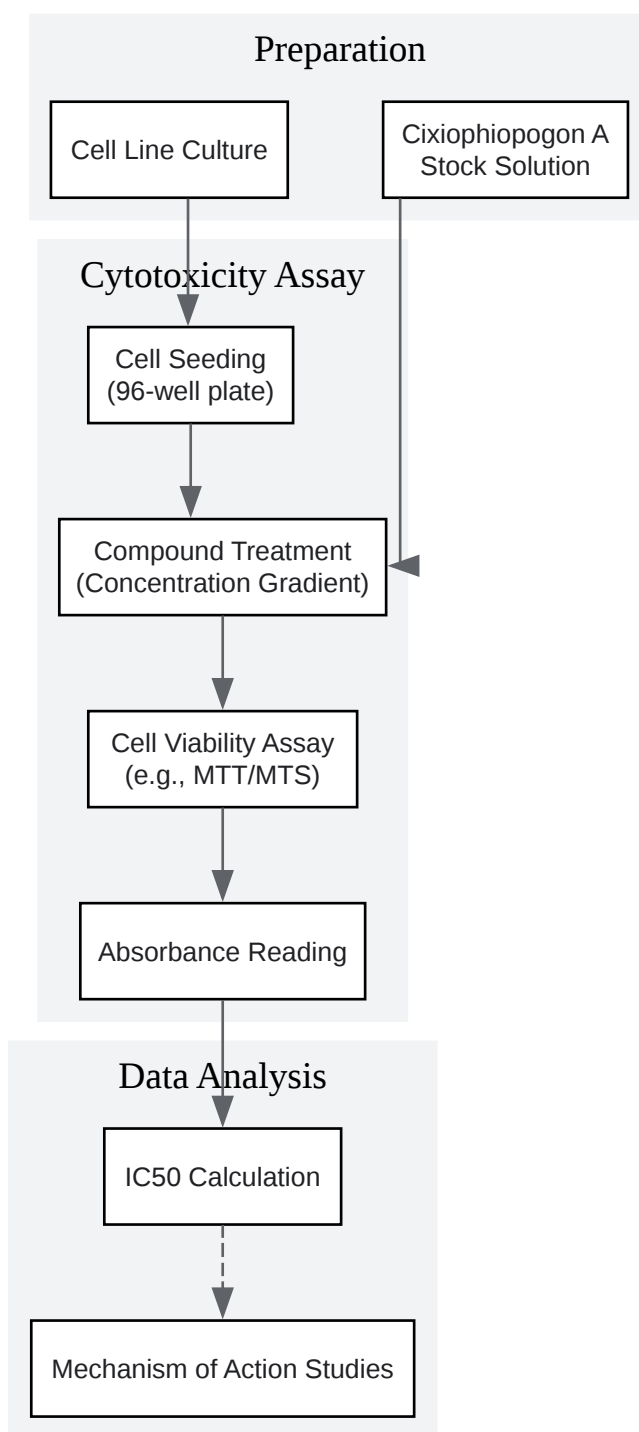 Preparation
Cell Line Culture
Cixiophiopogon A
Stock Solution
Cytotoxicity Assay
Cell Seeding
(96-well plate)
Compound Treatment
(Concentration Gradient)
Cell Viability Assay
(e.g., MTT/MTS)
Absorbance Reading
Data Analysis
IC50 Calculation
Mechanism of Action Studies